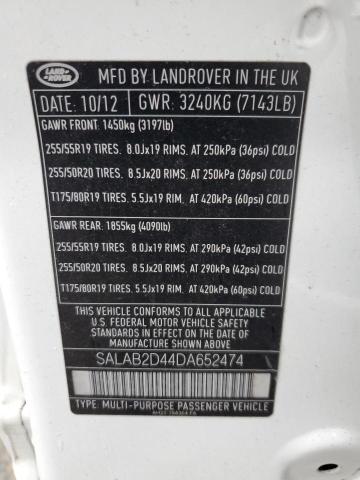 LAND-ROVER
MFD BY LANDROVER IN THE UK
DATE: 10/12 GWR: 3240KG (7143LB)
GAWR FRONT: 1450kg (3197lb)
255/55R19 TIRES. 8.0Jx19 RIMS. AT 250kPa (36psi) COLD
255/50R20 TIRES. 8.5Jx20 RIMS. AT 250kPa (36psi) COLD
T175/80R19 TIRES. 5.5Jx19 RIM. AT 420kPa (60psi) COLD
GAWR REAR: 1855kg (4090lb)
255/55R19 TIRES. 8.0Jx19 RIMS. AT 290kPa (42psi) COLD
255/50R20 TIRES. 8.5Jx20 RIMS. AT 290kPa (42psi) COLD
T175/80R19 TIRES. 5.5Jx19 RIM. AT 420kPa (60psi) COLD
THIS VEHICLE CONFORMS TO ALL APPLICABLE
U.S. FEDERAL MOTOR VEHICLE SAFETY STANDARDS
IN EFFECT ON THE DATE OF
MANUFACTURE SHOWN ABOVE.
SALAB2D44DA652474
TYPE: MULTI-PURPOSE PASSENGER VEHICLE